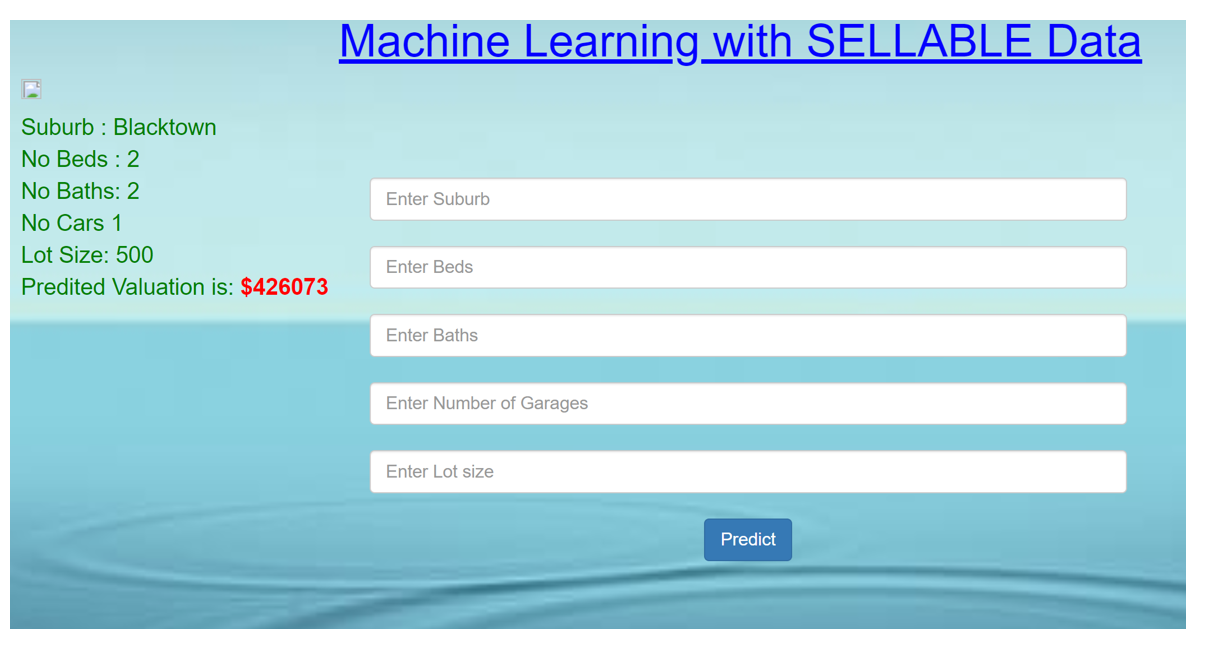 Machine Learning with SELLABLE Data
Suburb : Blacktown
No Beds : 2
No Baths: 2
No Cars 1
Lot Size: 500
Predited Valuation is: $426073
Enter Suburb
Enter Beds
Enter Baths
Enter Number of Garages
Enter Lot size
Predict